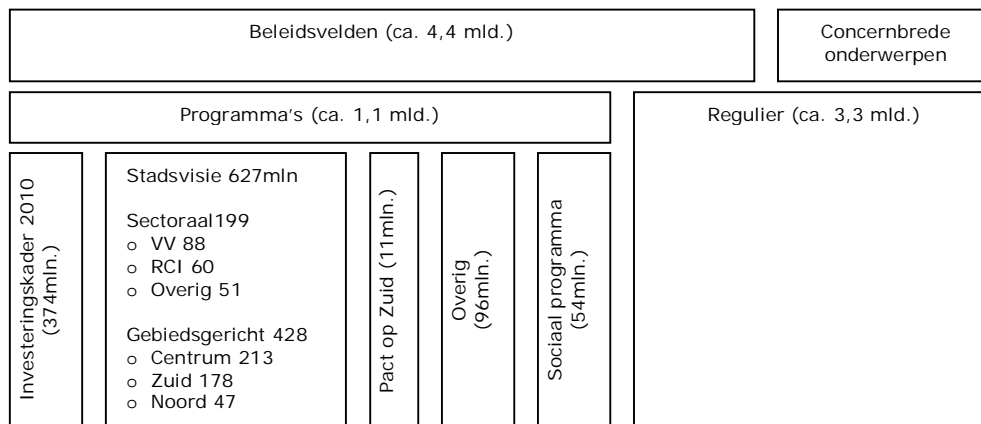 Beleidsvelden (ca. 4,4 mld.)
Concernbrede
onderwerpen
Programma's (ca. 1,1 mld.)
Regulier (ca. 3,3 mld.)
Investeringskader 2010
(374mln.)
Stadsvisie 627mln
Sectoraal199
o VV 88
o RCI 60
o Overig 51
Gebiedsgericht 428
o Centrum 213
o Zuid 178
o Noord 47
Pact op Zuid (11mln.)
Overig
(96mln.)
Sociaal programma
(54mln.)